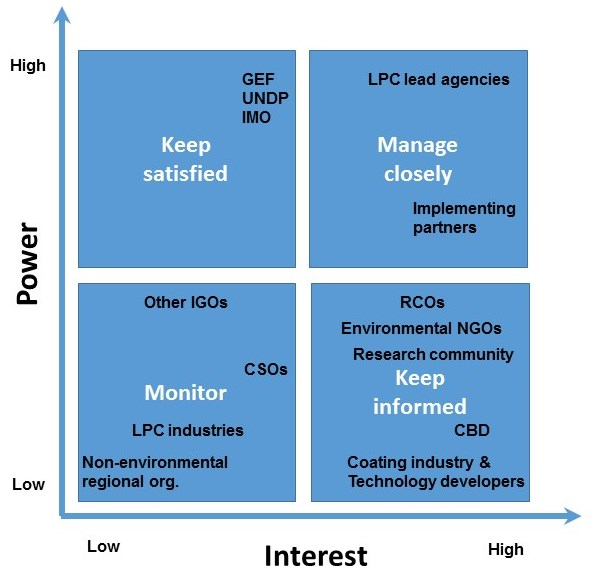 High
GEF
UNDP
IMO
Keep
satisfied
LPC lead agencies
Manage
closely
Implementing
partners
Power
Other IGOs
CSOs
Monitor
LPC industries
Non-environmental
regional org.
RCOs
Environmental NGOs
Research community
Keep
informed
CBD
Coating industry &
Technology developers
Low
Low
Interest
High